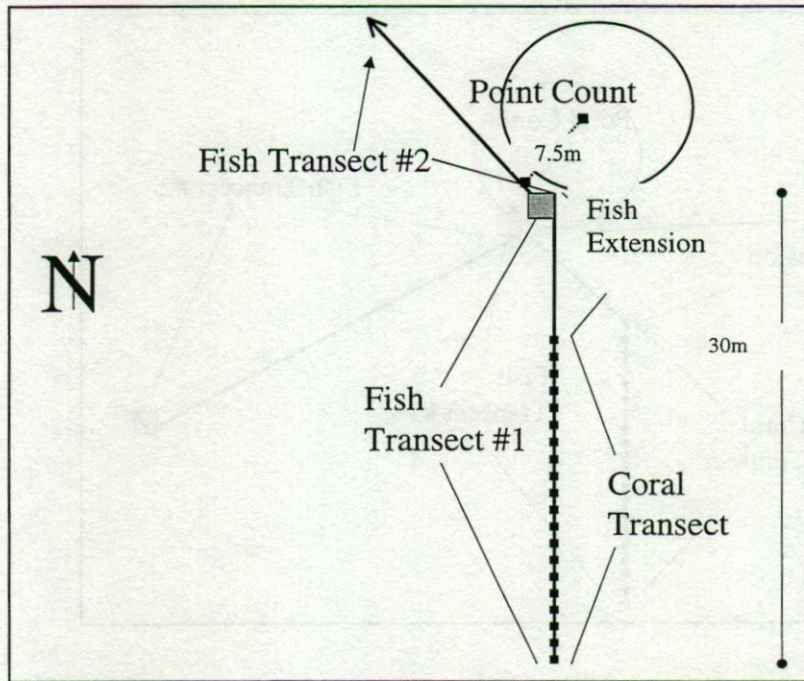 Point Count
7.5m
Fish Transect #2
Fish
Extension
N
30m
Fish
Transect #1
Coral
Transect